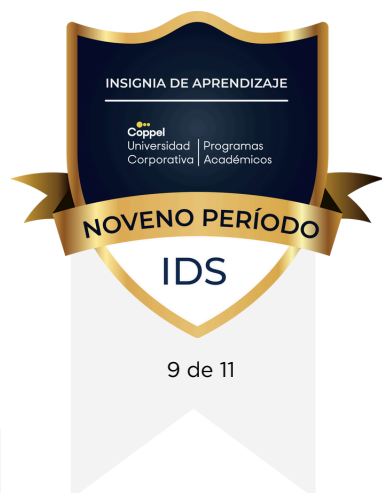 INSIGNIA DE APRENDIZAJE
Coppel
Universidad | Programas
Corporativa | Académicos
NOVENO PERÍODO
IDS
9 de 11